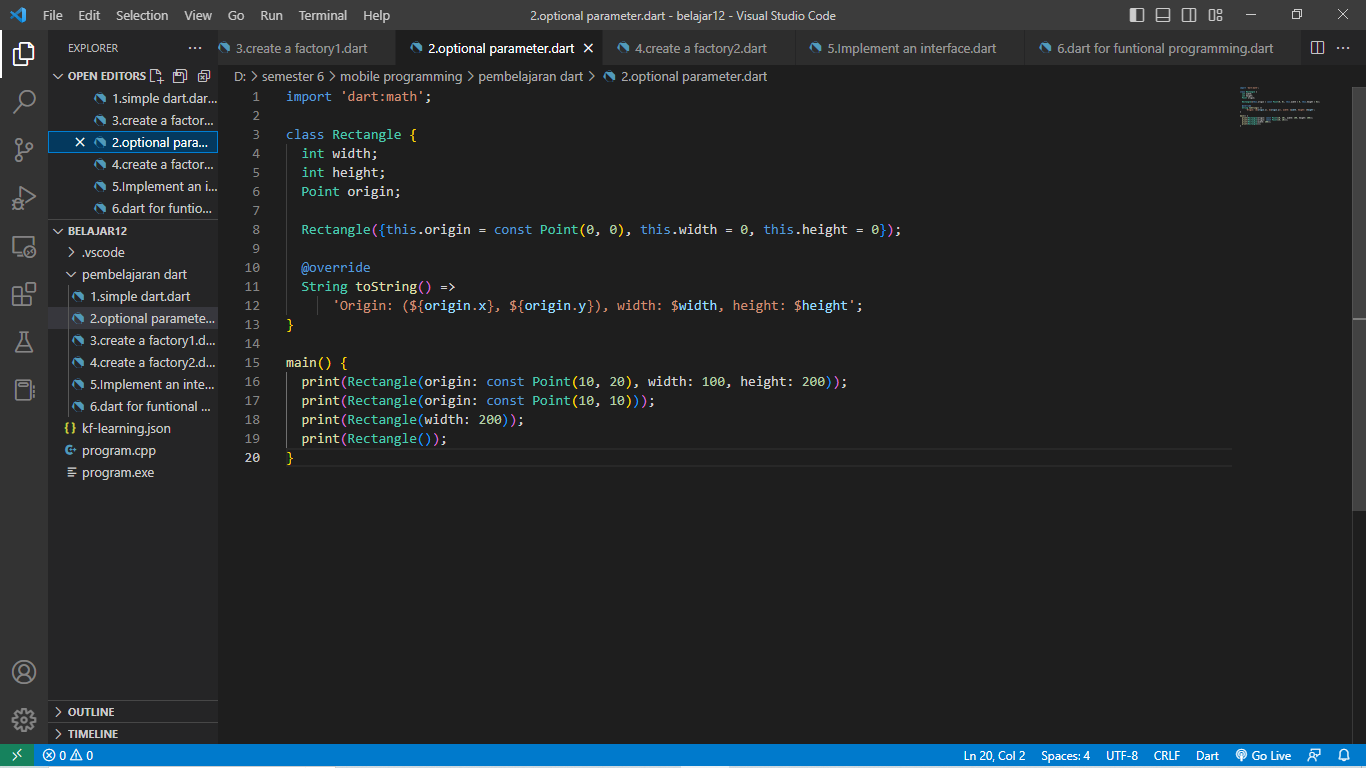 File Edit Selection View Go Run Terminal Help 2.optional parameter.dart - belajar12 - Visual Studio Code
EXPLORER
3.create a factory1.dart 2.optional parameter.dart 4.create a factory2.dart 5.Implement an interface.dart 6.dart for funtional programming.dart
OPEN EDITORS
1.simple dart.dar...
3.create a factor...
2.optional para...
4.create a factor...
5.Implement an i...
6.dart for funtio...
BELAJAR12
.vscode
pembelajaran dart
1.simple dart.dart
2.optional paramete...
3.create a factory1.d...
4.create a factory2.d...
5.Implement an inte...
6.dart for funtional ...
{} kf-learning.json
program.cpp
program.exe
OUTLINE
TIMELINE
D: > semester 6 > mobile programming > pembelajaran dart > 2.optional parameter.dart
1 import 'dart:math';
2
3 class Rectangle {
4 int width;
5 int height;
6 Point origin;
7
8 Rectangle({this.origin = const Point(0, 0), this.width = 0, this.height = 0});
9
10 @override
11 String toString() =>
12 'Origin: (${origin.x}, ${origin.y}), width: $width, height: $height';
13 }
14
15 main() {
16 print(Rectangle(origin: const Point(10, 20), width: 100, height: 200));
17 print(Rectangle(origin: const Point(10, 10)));
18 print(Rectangle(width: 200));
19 print(Rectangle());
20 }
0 0 Ln 20, Col 2 Spaces: 4 UTF-8 CRLF Dart Go Live